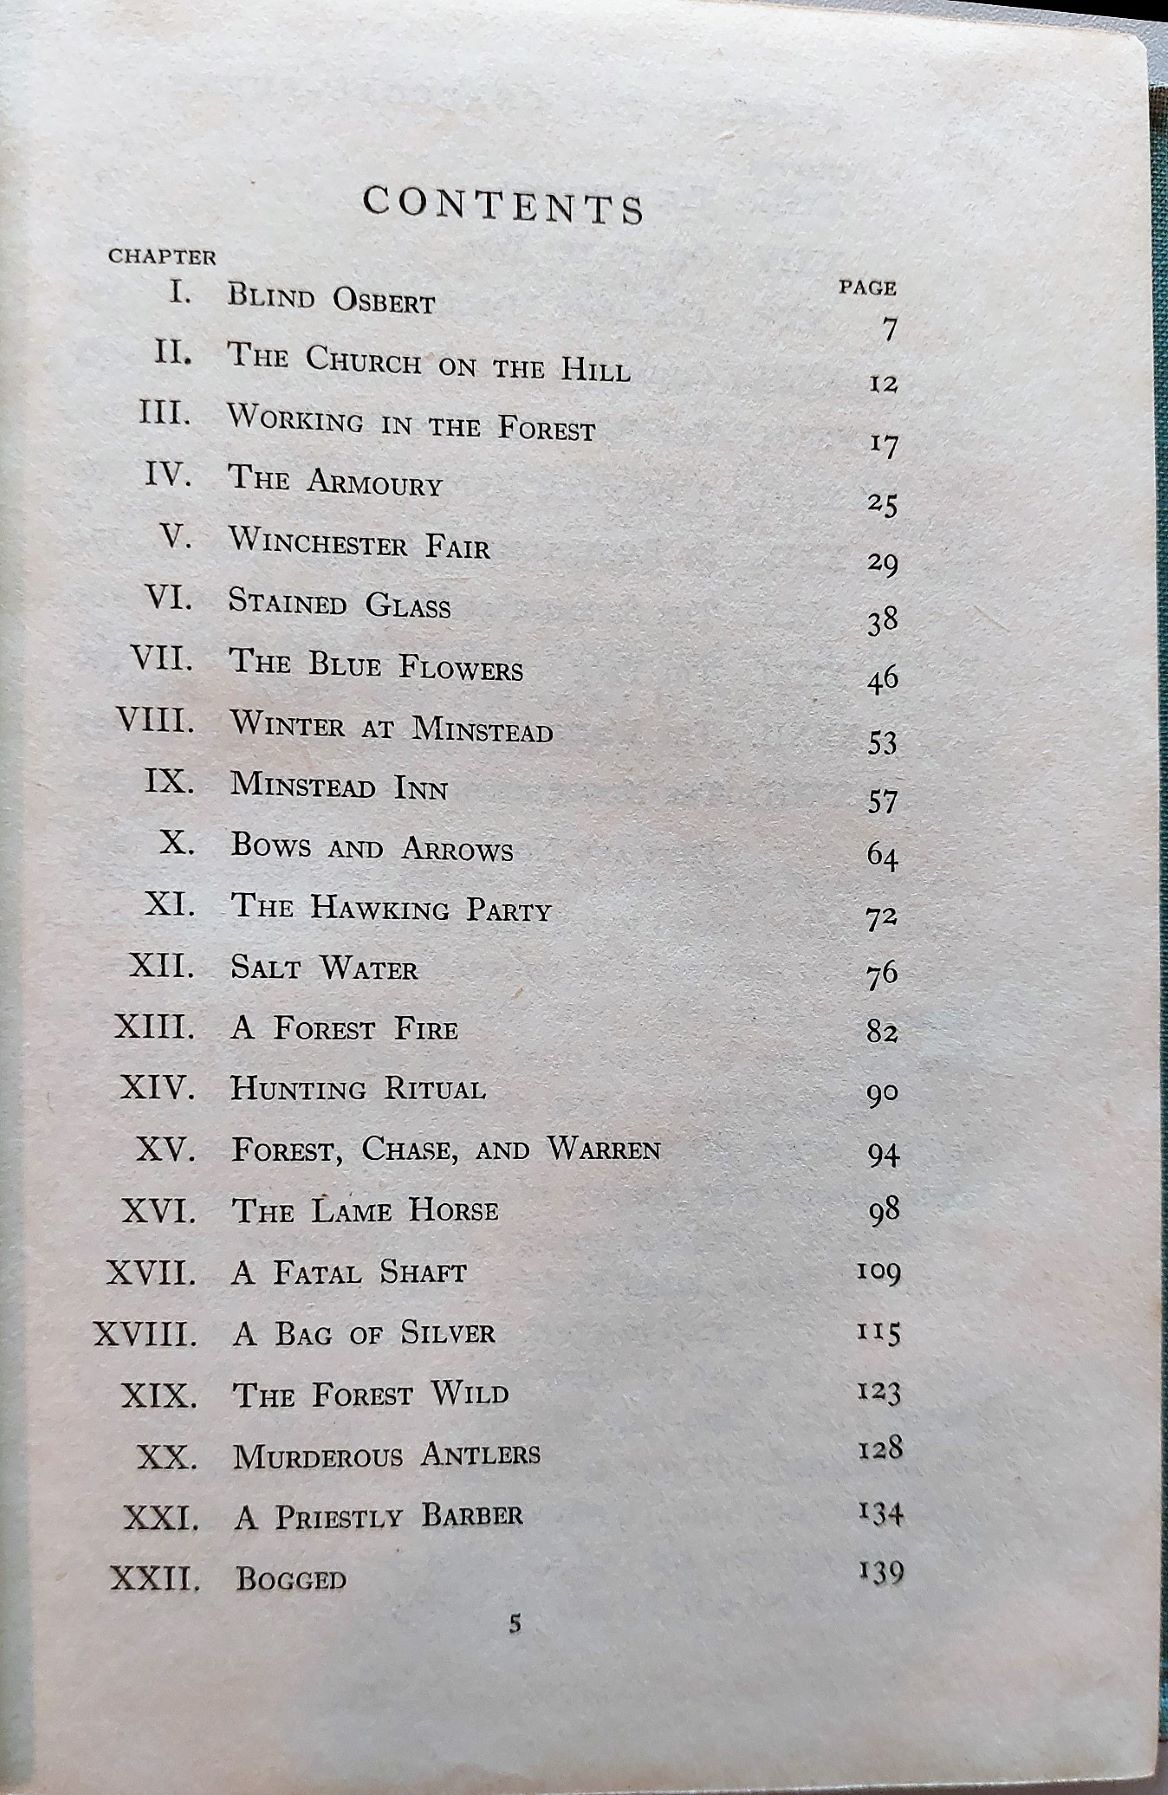 CONTENTS
CHAPTER PAGE
I. BLIND OSBERT 7
II. THE CHURCH ON THE HILL 12
III. WORKING IN THE FOREST 17
IV. THE ARMOURY 25
V. WINCHESTER FAIR 29
VI. STAINED GLASS 38
VII. THE BLUE FLOWERS 46
VIII. WINTER AT MINSTEAD 53
IX. MINSTEAD INN 57
X. BOWS AND ARROWS 64
XI. THE HAWKING PARTY 72
XII. SALT WATER 76
XIII. A FOREST FIRE 82
XIV. HUNTING RITUAL 90
XV. FOREST, CHASE, AND WARREN 94
XVI. THE LAME HORSE 98
XVII. A FATAL SHAFT 109
XVIII. A BAG OF SILVER 115
XIX. THE FOREST WILD 123
XX. MURDEROUS ANTLERS 128
XXI. A PRIESTLY BARBER 134
XXII. BOGGED 139
5